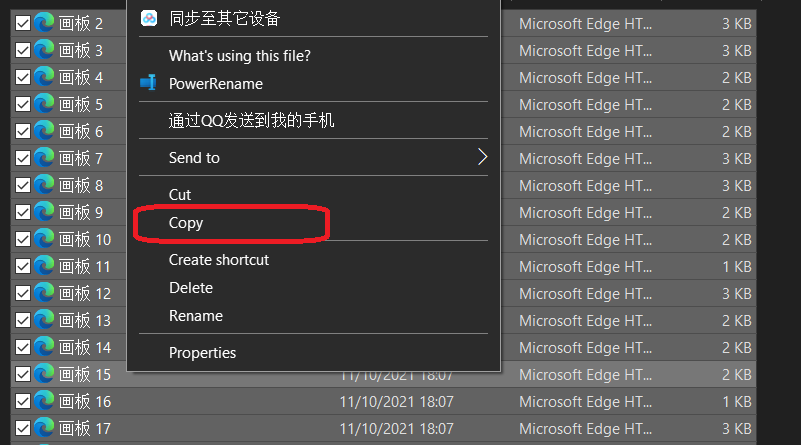 画板 2 Microsoft Edge HT... 3 KB
同步至其它设备
画板 3 What's using this file? Microsoft Edge HT... 3 KB
画板 4 PowerRename Microsoft Edge HT... 2 KB
画板 5 Microsoft Edge HT... 2 KB
通过QQ发送到我的手机
画板 6 Microsoft Edge HT... 2 KB
画板 7 Send to Microsoft Edge HT... 3 KB
画板 8 Cut Microsoft Edge HT... 3 KB
画板 9 Copy Microsoft Edge HT... 2 KB
画板 10 Microsoft Edge HT... 2 KB
画板 11 Create shortcut Microsoft Edge HT... 1 KB
画板 12 Delete Microsoft Edge HT... 3 KB
画板 13 Rename Microsoft Edge HT... 2 KB
画板 14 Properties Microsoft Edge HT... 2 KB
画板 15 11/10/2021 18:07 Microsoft Edge HT... 2 KB
画板 16 11/10/2021 18:07 Microsoft Edge HT... 1 KB
画板 17 11/10/2021 18:07 Microsoft Edge HT... 2 KB